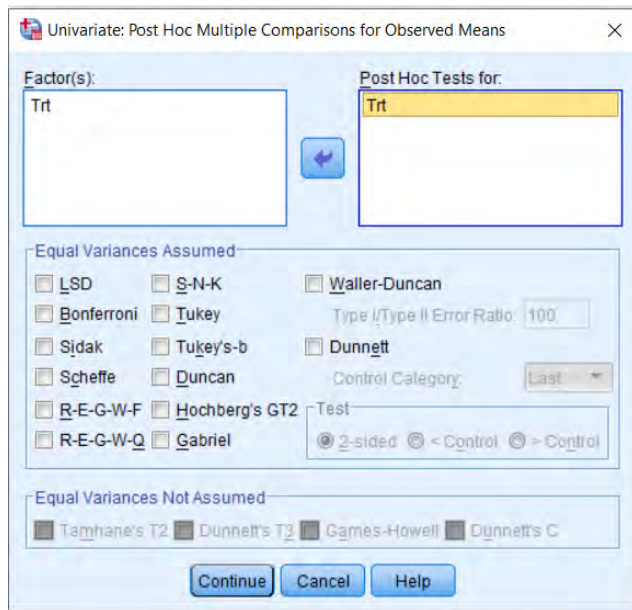 Univariate: Post Hoc Multiple Comparisons for Observed Means
Factor(s):
Post Hoc Tests for:
Trt
Trt
Equal Variances Assumed
LSD
S-N-K
Waller-Duncan
Bonferroni
Tukey
Type I/Type II Error Ratio: 100
Sidak
Tukey's-b
Dunnett
Scheffe
Duncan
Control Category: Last
R-E-G-W-F
Hochberg's GT2
Test
R-E-G-W-Q
Gabriel
2-sided < Control > Control
Equal Variances Not Assumed
Tamhane's T2 Dunnett's T3 Games-Howell Dunnett's C
Continue Cancel Help